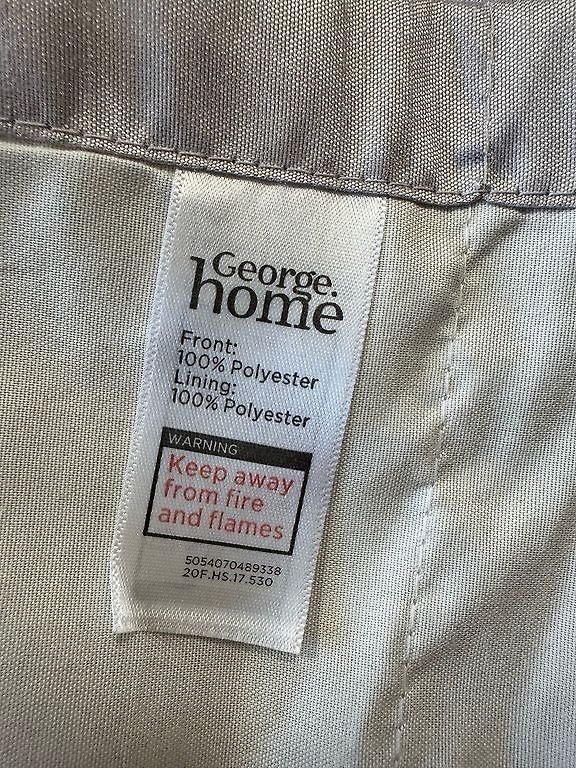 George.
home
Front:
100% Polyester
Lining:
100% Polyester
WARNING
Keep away
from fire
and flames
5054070489338
20F.HS.17.530